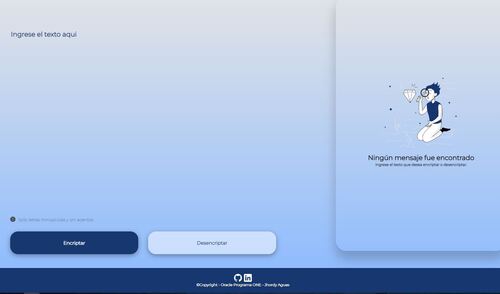 Ingrese el texto aquí
Ningún mensaje fue encontrado
Ingrese el texto que desea encriptar o desencriptar.
Solo letras minúsculas y sin acentos
Encriptar
Desencriptar
©Copyright - Oracle Programa ONE - Jhordy Aguas